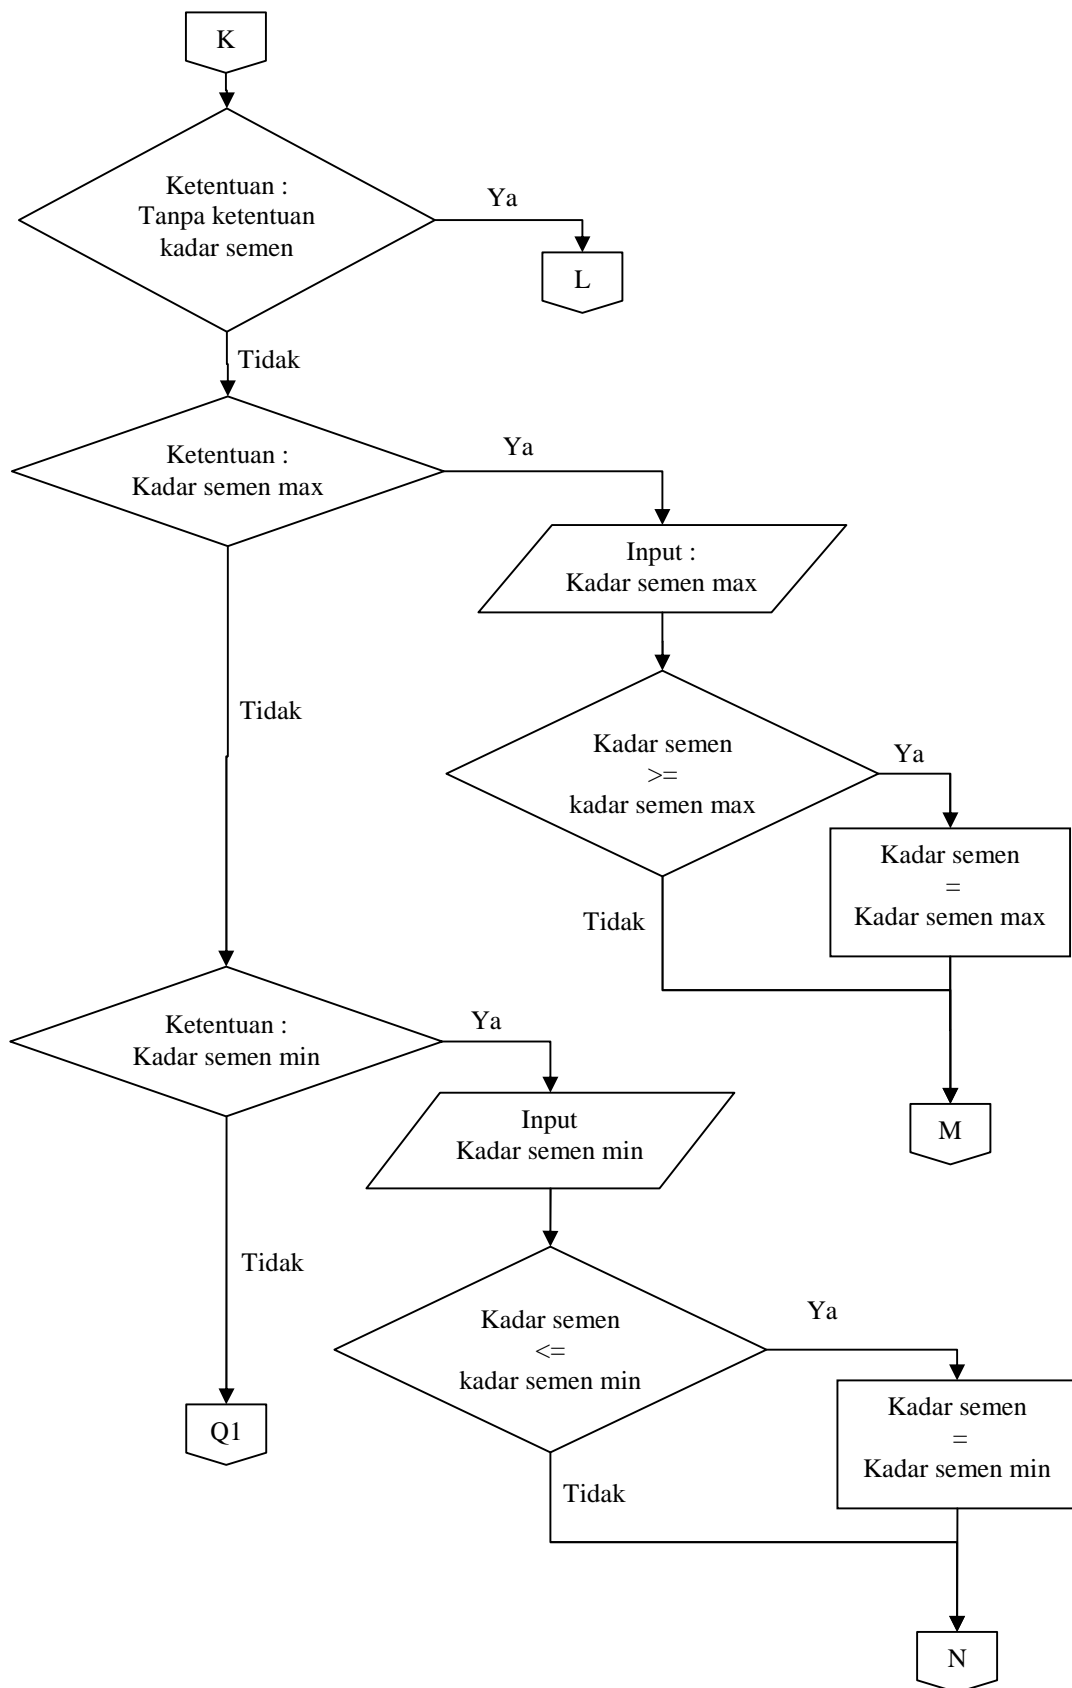 K
Ketentuan :
Tanpa ketentuan
kadar semen
Ya
L
Tidak
Ketentuan :
Kadar semen max
Ya
Input :
Kadar semen max
Tidak
Kadar semen
>=
kadar semen max
Ya
Kadar semen
=
Kadar semen max
Tidak
M
Ketentuan :
Kadar semen min
Ya
Input
Kadar semen min
Tidak
Q1
Kadar semen
<=
kadar semen min
Ya
Kadar semen
=
Kadar semen min
Tidak
N